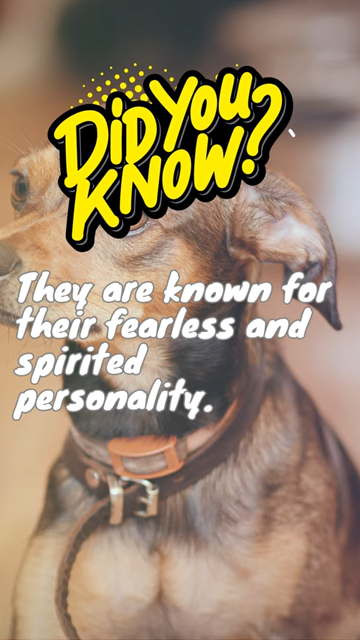 DiD YOU
KNOW?
They are known for
their fearless and
spirited
personality.